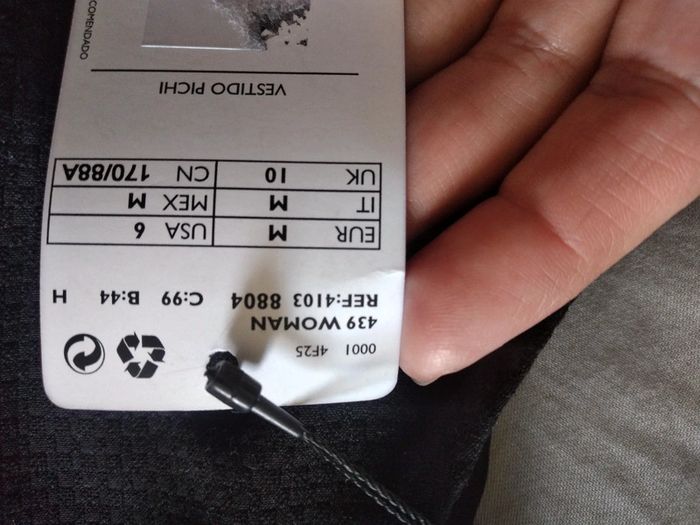 0001 4F25
439 WOMAN
REF:4103 8804 C:99 B:44 H
EUR M USA 6
IT M MEX M
UK 10 CN 170/88A
VESTIDO PICHI
COMENDADO